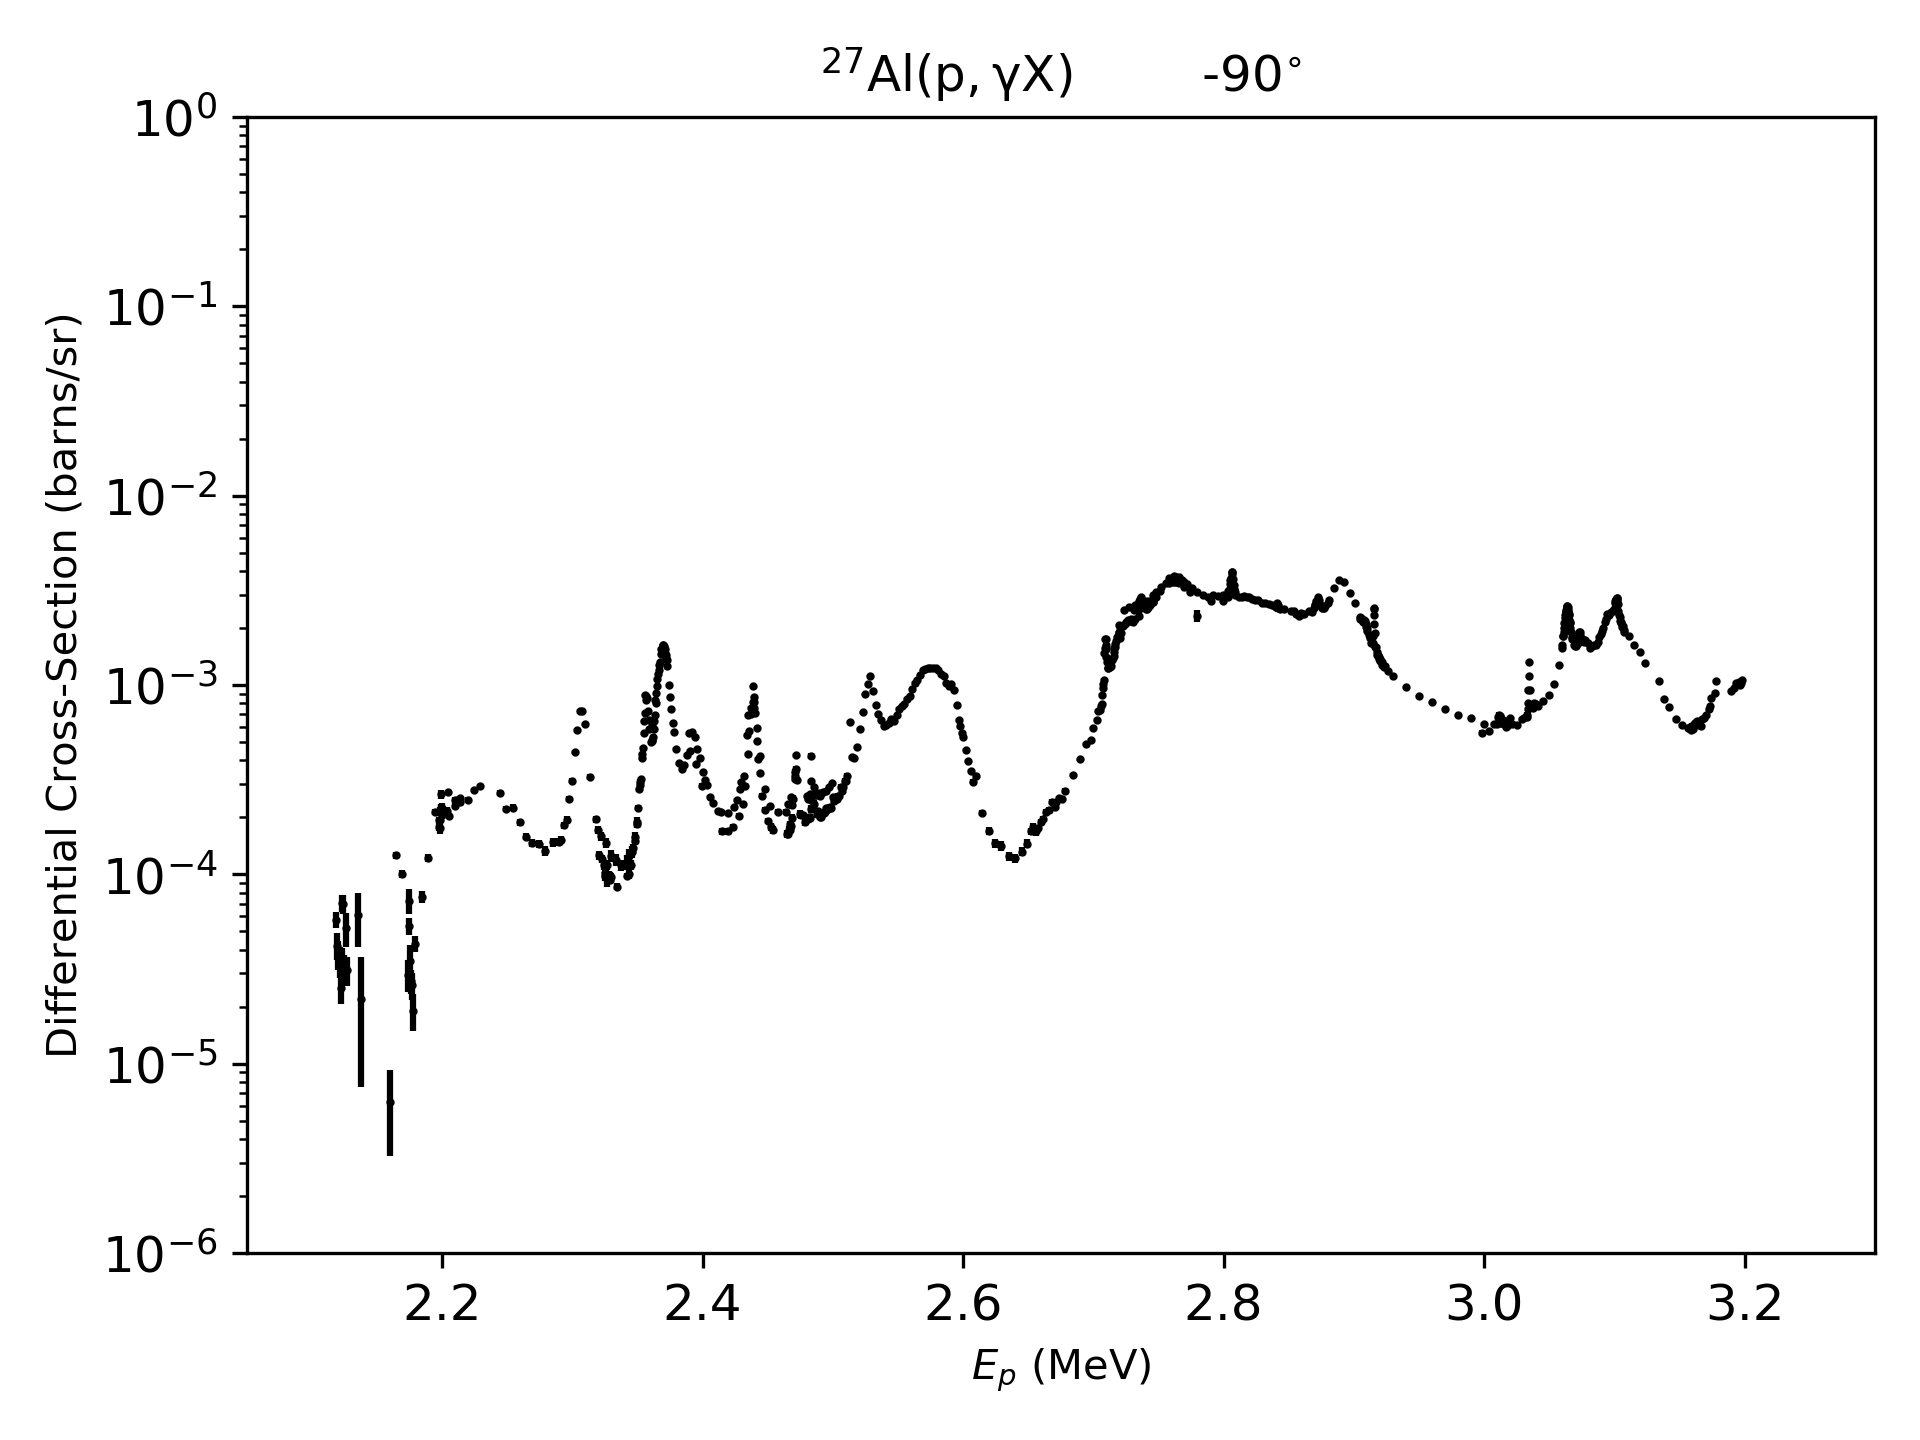 ²⁷Al(p, γX) -90°
10⁰
10⁻¹
10⁻²
10⁻³
10⁻⁴
10⁻⁵
10⁻⁶
Differential Cross-Section (barns/sr)
2.2 2.4 2.6 2.8 3.0 3.2
Eₚ (MeV)